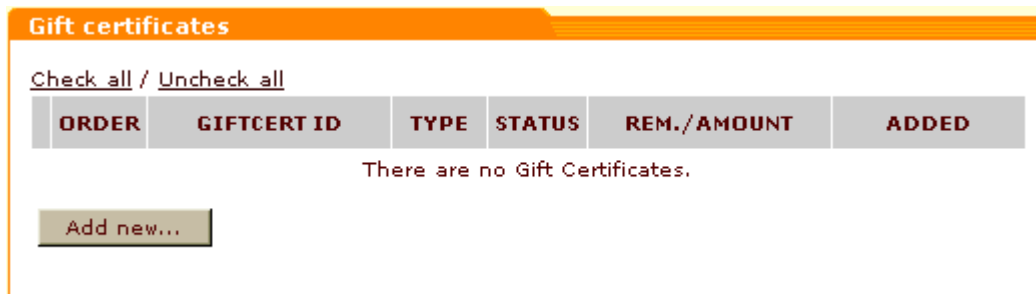 Gift certificates
Check all / Uncheck all
ORDER GIFTCERT ID TYPE STATUS REM./AMOUNT ADDED
There are no Gift Certificates.
Add new...